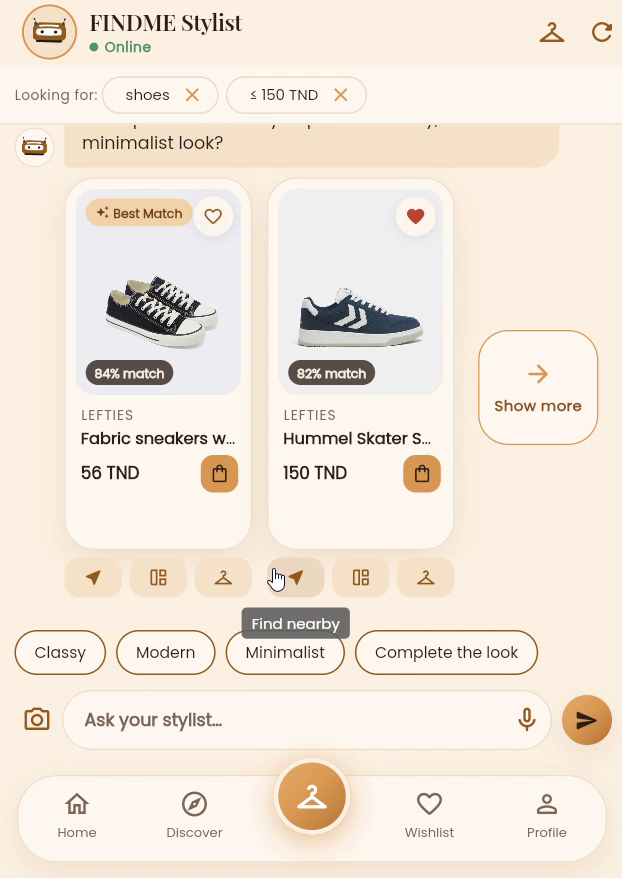 FINDME Stylist
Online
Looking for:
shoes
≤ 150 TND
minimalist look?
Best Match
84% match
82% match
LEFTIES
LEFTIES
Fabric sneakers w...
Hummel Skater S...
56 TND
150 TND
Show more
Find nearby
Classy
Modern
Minimalist
Complete the look
Ask your stylist...
Home
Discover
Wishlist
Profile